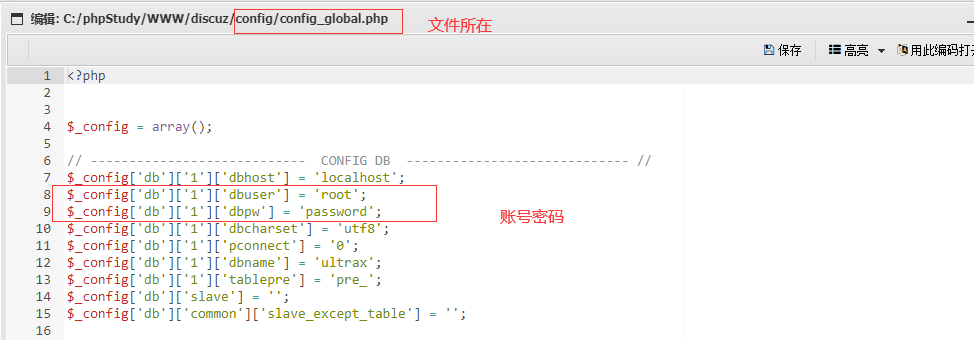 编辑: C:/phpStudy/WWW/discuz/config/config_global.php
文件所在
保存 高亮 用此编码打开
1 <?php
2
3
4 $_config = array();
5
6 // ---------------------------- CONFIG DB ----------------------------- //
7 $_config['db']['1']['dbhost'] = 'localhost';
8 $_config['db']['1']['dbuser'] = 'root';
9 $_config['db']['1']['dbpw'] = 'password';
账号密码
10 $_config['db']['1']['dbcharset'] = 'utf8';
11 $_config['db']['1']['pconnect'] = '0';
12 $_config['db']['1']['dbname'] = 'ultrax';
13 $_config['db']['1']['tablepre'] = 'pre_';
14 $_config['db']['slave'] = '';
15 $_config['db']['common']['slave_except_table'] = '';
16